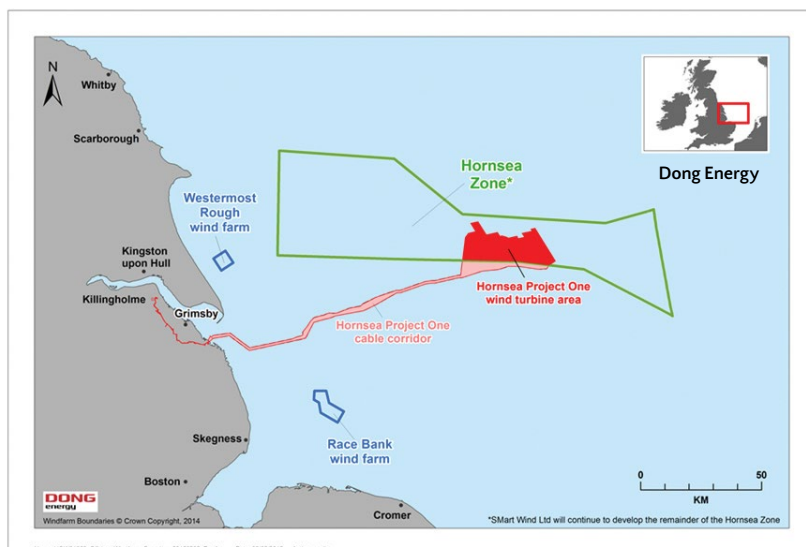 N
Whitby
Scarborough
Hornsea
Zone*
Dong Energy
Westermost
Rough
wind farm
Kingston
upon Hull
Killingholme
Grimsby
Hornsea Project One
wind turbine area
Hornsea Project One
cable corridor
Skegness
Race Bank
wind farm
Boston
0
50
KM
DONG
energy
Cromer
Windfarm Boundaries © Crown Copyright, 2014
*SMart Wind Ltd will continue to develop the remainder of the Hornsea Zone